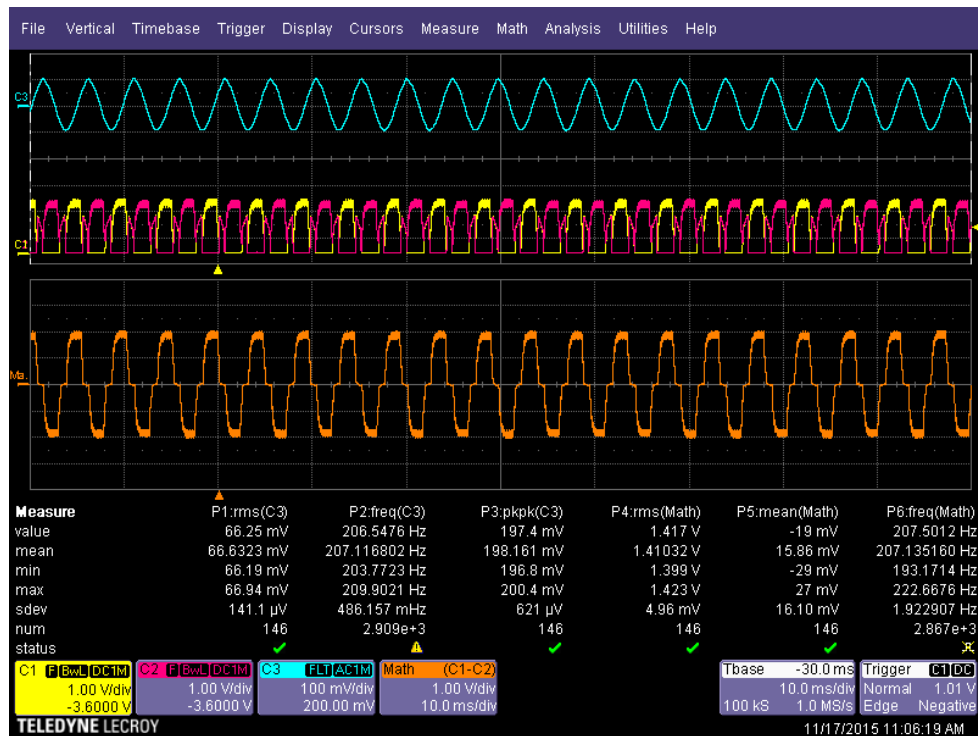 File Vertical Timebase Trigger Display Cursors Measure Math Analysis Utilities Help
C3
C1
Ma.
Measure P1:rms(C3) P2:freq(C3) P3:pkpk(C3) P4:rms(Math) P5:mean(Math) P6:freq(Math)
value 66.25 mV 206.5476 Hz 197.4 mV 1.417 V -19 mV 207.5012 Hz
mean 66.6323 mV 207.116802 Hz 198.161 mV 1.41032 V 15.86 mV 207.135160 Hz
min 66.19 mV 203.7723 Hz 196.8 mV 1.399 V -29 mV 193.1714 Hz
max 66.94 mV 209.9021 Hz 200.4 mV 1.423 V 27 mV 222.6676 Hz
sdev 141.1 µV 486.157 mHz 621 µV 4.96 mV 16.10 mV 1.922907 Hz
num 146 2.909e+3 146 146 146 2.867e+3
status
C1 F BwL DC1M C2 F BwL DC1M C3 FLT AC1M Math (C1-C2) Tbase -30.0 ms Trigger C1 DC
1.00 V/div 1.00 V/div 100 mV/div 1.00 V/div 10.0 ms/div Normal 1.01 V
-3.6000 V -3.6000 V 200.00 mV 10.0 ms/div 100 kS 1.0 MS/s Edge Negative
TELEDYNE LECROY 11/17/2015 11:06:19 AM